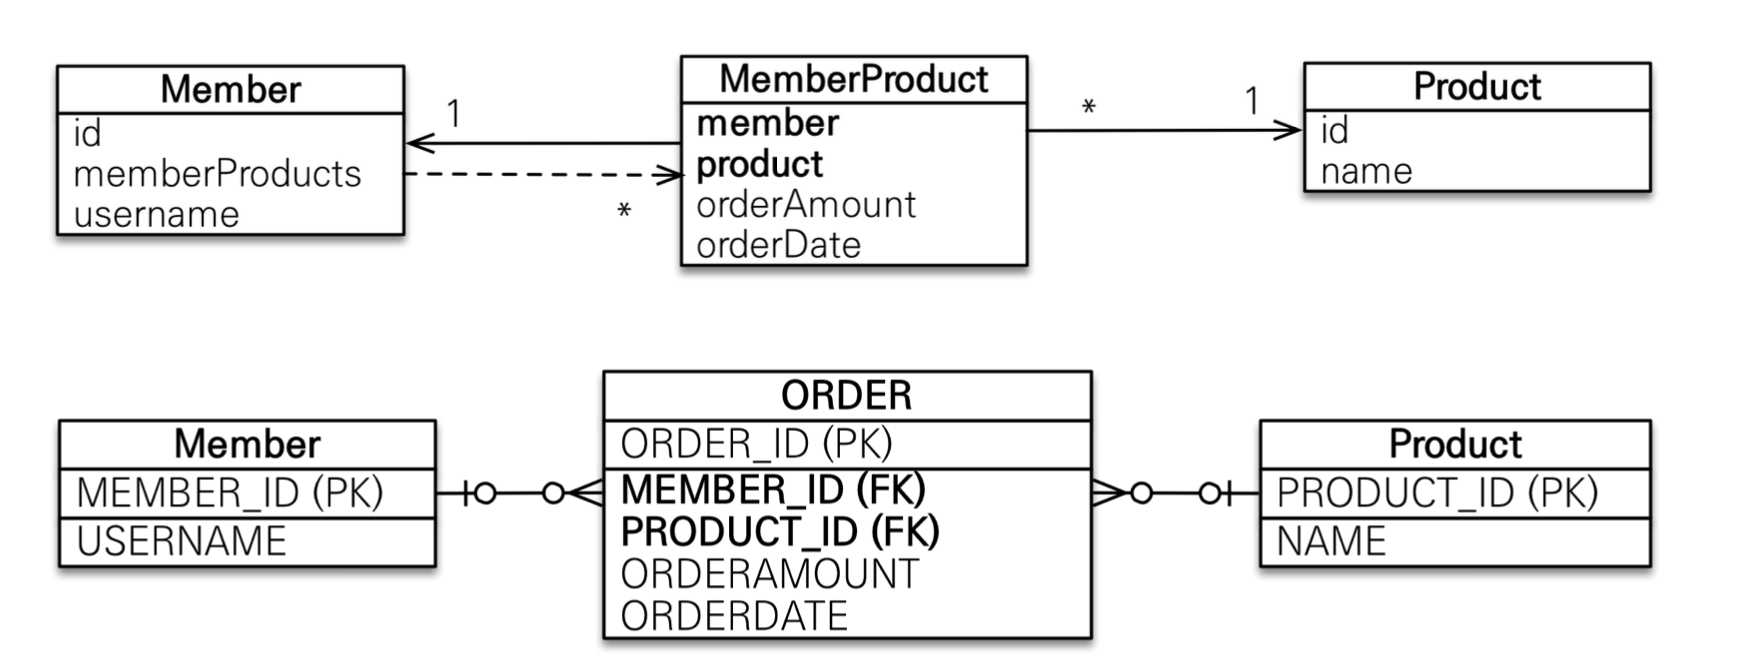 Member
id
memberProducts
username
1
*
MemberProduct
member
product
orderAmount
orderDate
*
1
Product
id
name
Member
MEMBER_ID (PK)
USERNAME
ORDER
ORDER_ID (PK)
MEMBER_ID (FK)
PRODUCT_ID (FK)
ORDERAMOUNT
ORDERDATE
Product
PRODUCT_ID (PK)
NAME